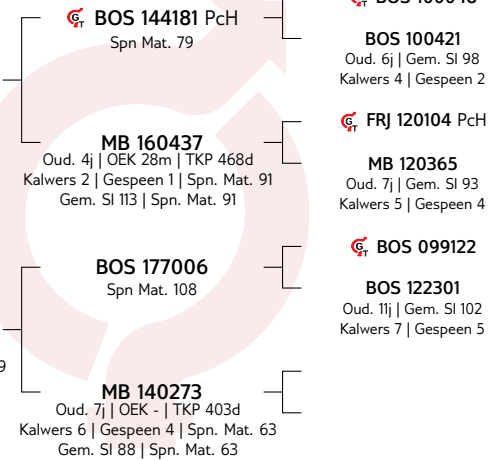 BOS 144181 PcH
Spn Mat. 79
MB 160437
Oud. 4j | OEK 28m | TKP 468d
Kalwers 2 | Gespeen 1 | Spn. Mat. 91
Gem. SI 113 | Spn. Mat. 91
BOS 177006
Spn Mat. 108
9
MB 140273
Oud. 7j | OEK - | TKP 403d
Kalwers 6 | Gespeen 4 | Spn. Mat. 63
Gem. SI 88 | Spn. Mat. 63
BOS 100421
Oud. 6j | Gem. SI 98
Kalwers 4 | Gespeen 2
GT FRJ 120104 PcH
MB 120365
Oud. 7j | Gem. SI 93
Kalwers 5 | Gespeen 4
GT BOS 099122
BOS 122301
Oud. 11j | Gem. SI 102
Kalwers 7 | Gespeen 5